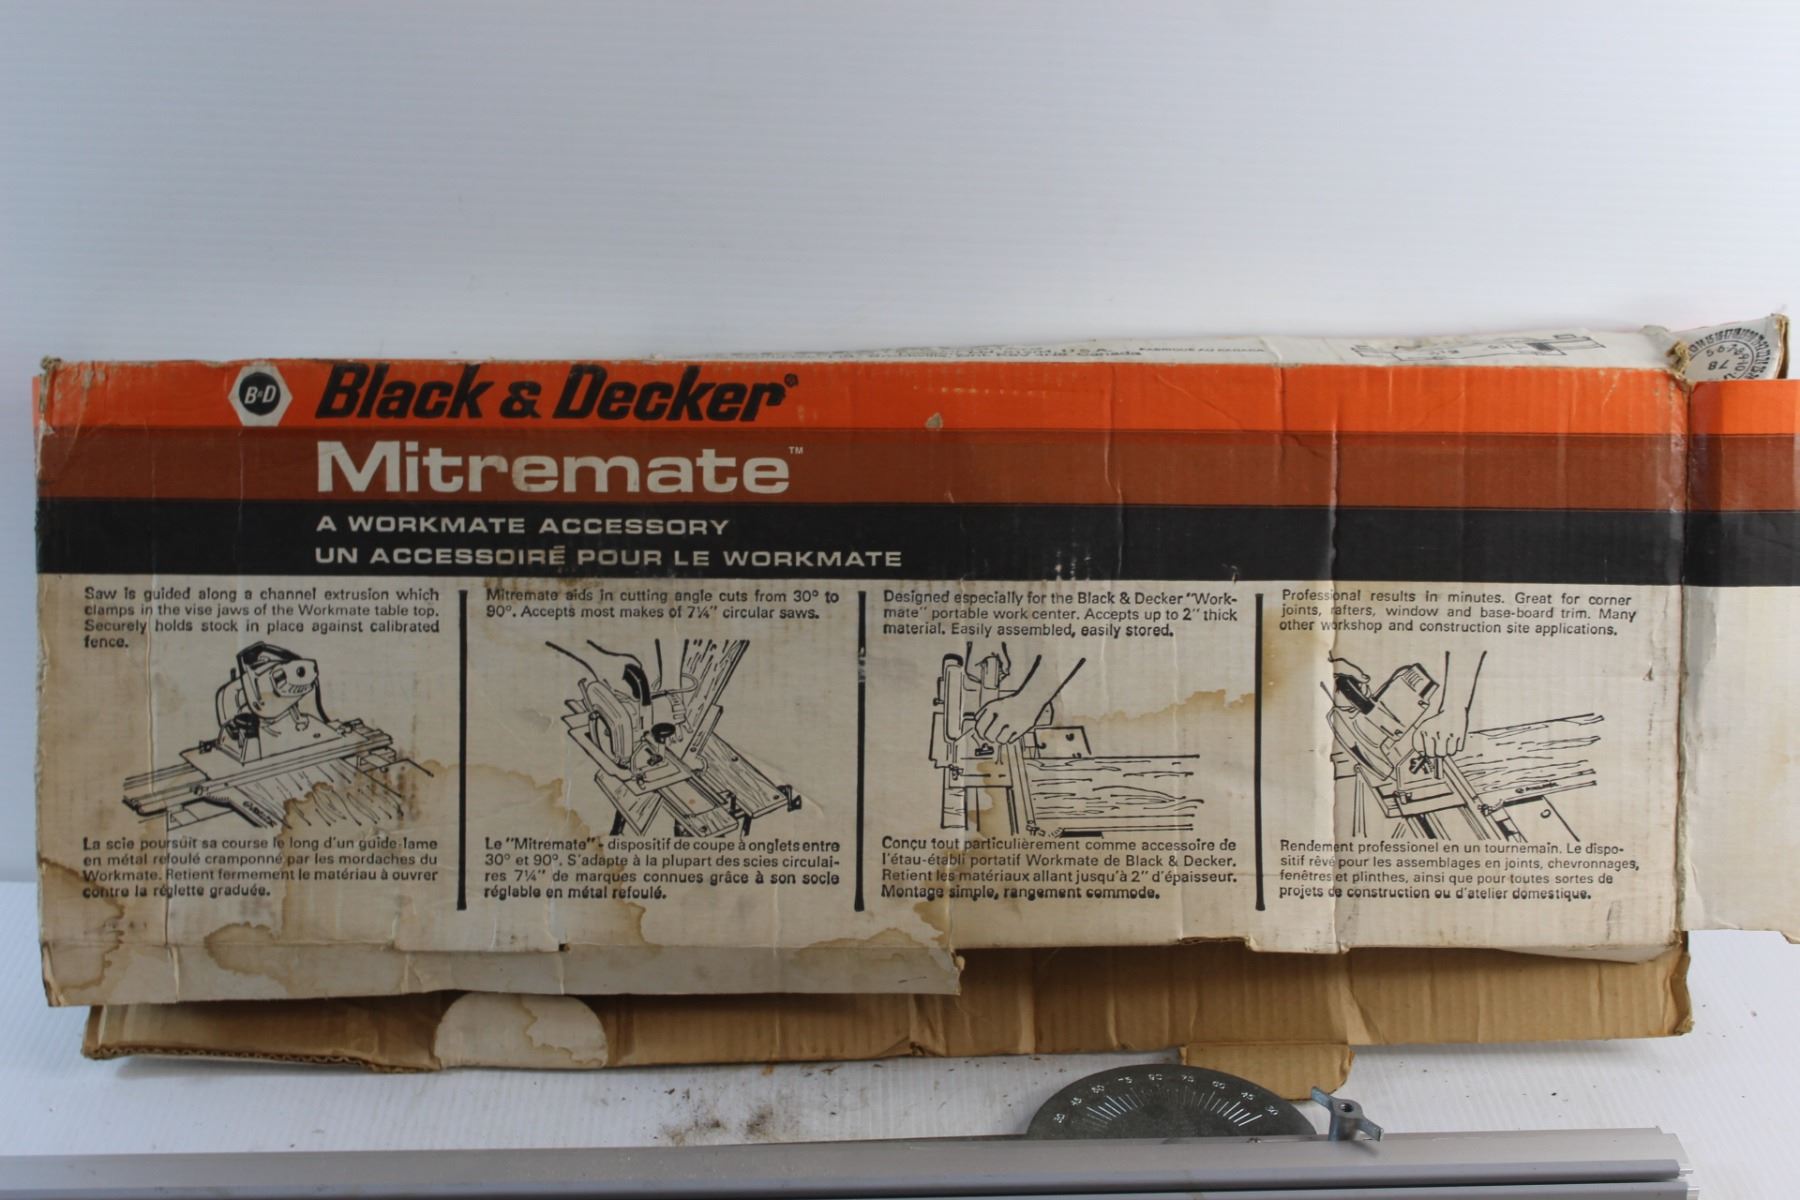 B&D
Black & Decker®
Mitremate™
A WORKMATE ACCESSORY
UN ACCESSOIRÉ POUR LE WORKMATE
Saw is guided along a channel extrusion which
clamps in the vise jaws of the Workmate table top.
Securely holds stock in place against calibrated
fence.
La scie poursuit sa course le long d'un guide-lame
en métal refoulé cramponné par les mordaches du
Workmate. Retient fermement le matériau à ouvrer
contre la réglette graduée.
Mitremate aids in cutting angle cuts from 30° to
90°. Accepts most makes of 7¼" circular saws.
Le "Mitremate" - dispositif de coupe à onglets entre
30° et 90°. S'adapte à la plupart des scies circulai-
res 7¼" de marques connues grâce à son socle
réglable en métal refoulé.
Designed especially for the Black & Decker "Work-
mate" portable work center. Accepts up to 2" thick
material. Easily assembled, easily stored.
Conçu tout particulièrement comme accessoire de
l'étau-établi portatif Workmate de Black & Decker.
Retient les matériaux allant jusqu'à 2" d'épaisseur.
Montage simple, rangement commode.
Professional results in minutes. Great for corner
joints, rafters, window and base-board trim. Many
other workshop and construction site applications.
Rendement professionel en un tournemain. Le dispo-
sitif rêvé pour les assemblages en joints, chevronnages,
fenêtres et plinthes, ainsi que pour toutes sortes de
projets de construction ou d'atelier domestique.
30 45 60 75 90 75 60 45 30